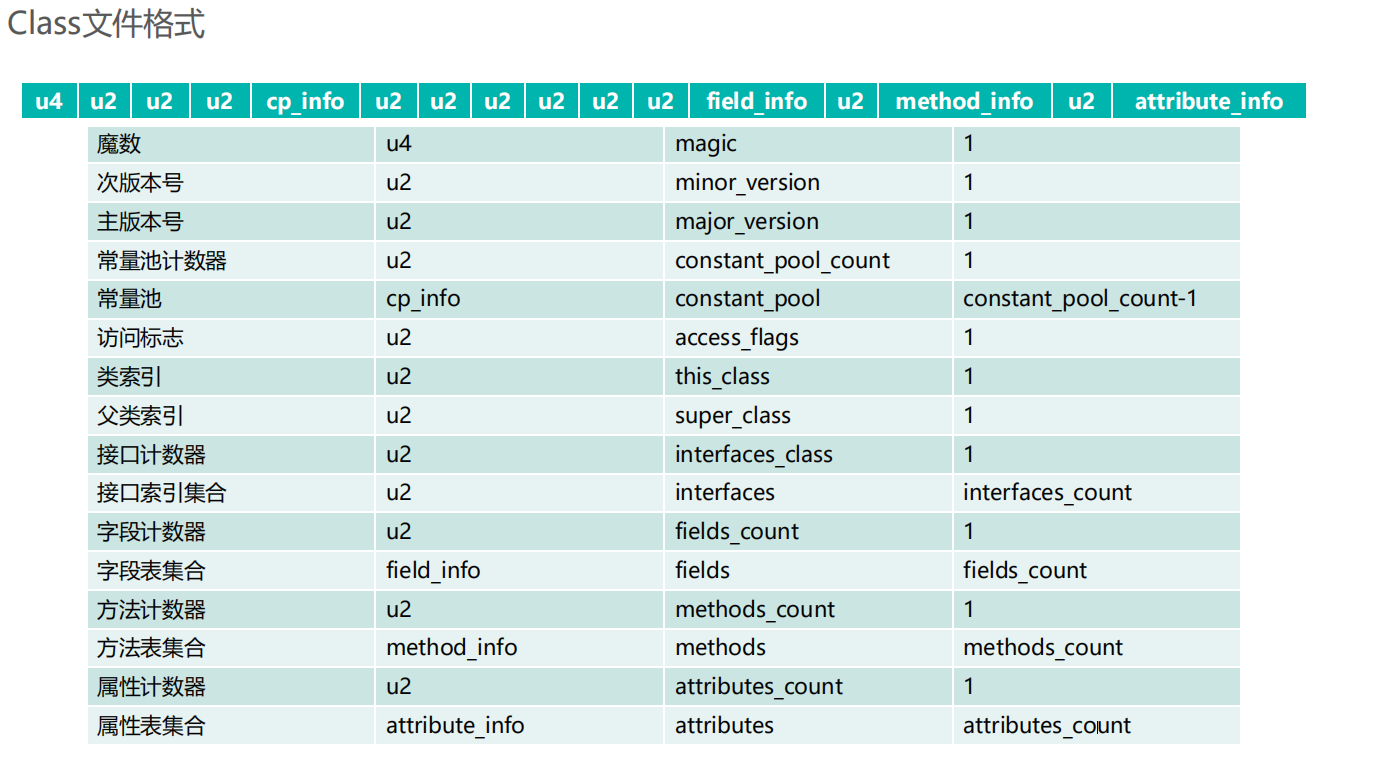 Class文件格式
u4 u2 u2 u2 cp_info u2 u2 u2 u2 u2 u2 field_info u2 method_info u2 attribute_info
魔数 u4 magic 1
次版本号 u2 minor_version 1
主版本号 u2 major_version 1
常量池计数器 u2 constant_pool_count 1
常量池 cp_info constant_pool constant_pool_count-1
访问标志 u2 access_flags 1
类索引 u2 this_class 1
父类索引 u2 super_class 1
接口计数器 u2 interfaces_class 1
接口索引集合 u2 interfaces interfaces_count
字段计数器 u2 fields_count 1
字段表集合 field_info fields fields_count
方法计数器 u2 methods_count 1
方法表集合 method_info methods methods_count
属性计数器 u2 attributes_count 1
属性表集合 attribute_info attributes attributes_count